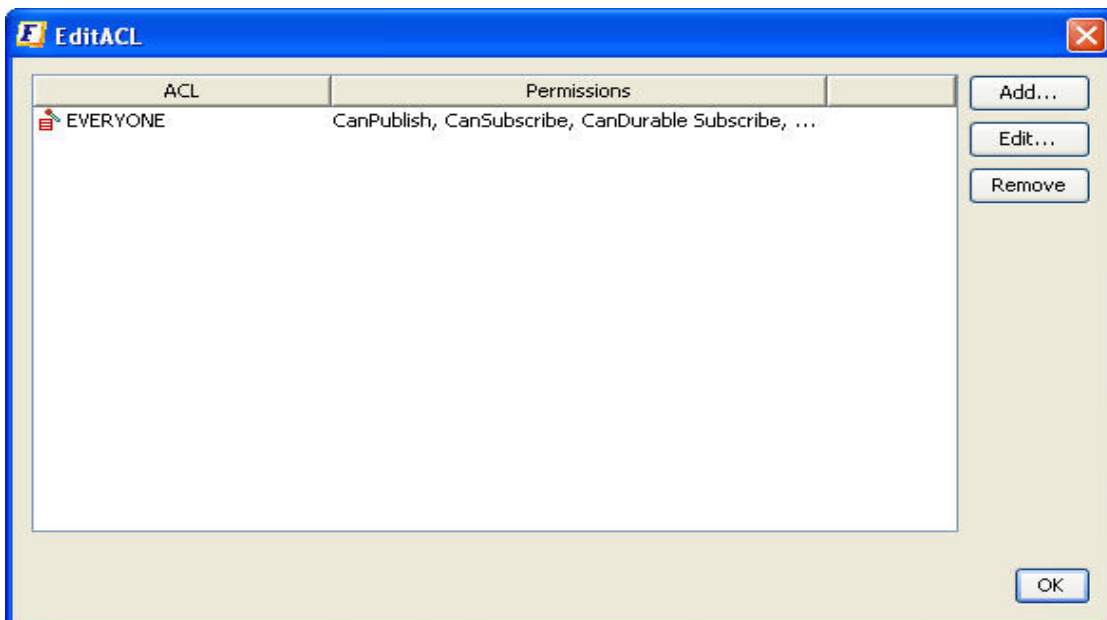 EditACL
ACL Permissions
Add...
EVERYONE CanPublish, CanSubscribe, CanDurable Subscribe, ...
Edit...
Remove
OK